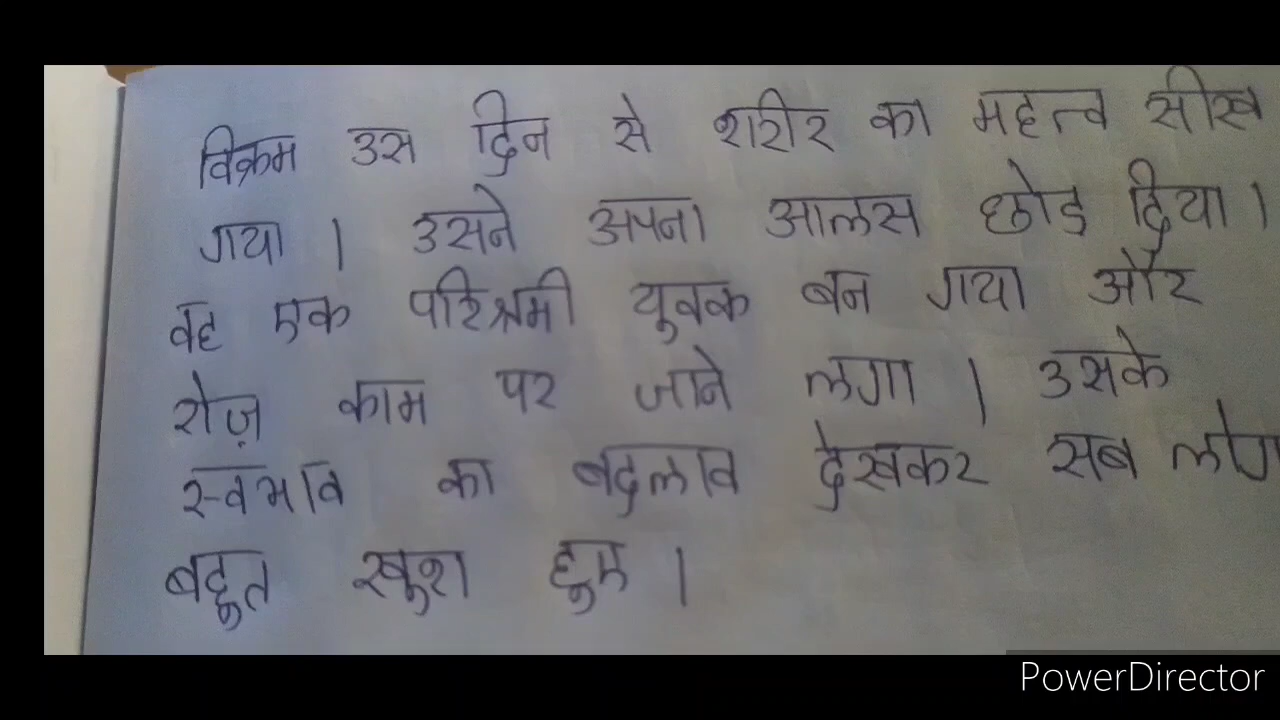 विक्रम उस दिन से शरीर का महत्व सीख
गया । उसने अपना आलस छोड दिया ।
वह एक परिश्रमी युवक बन गया और
रोज़ काम पर जाने लगा । उसके
स्वभाव का बदलाव देखकर सब लोग
बहुत खुश हुए ।
PowerDirector